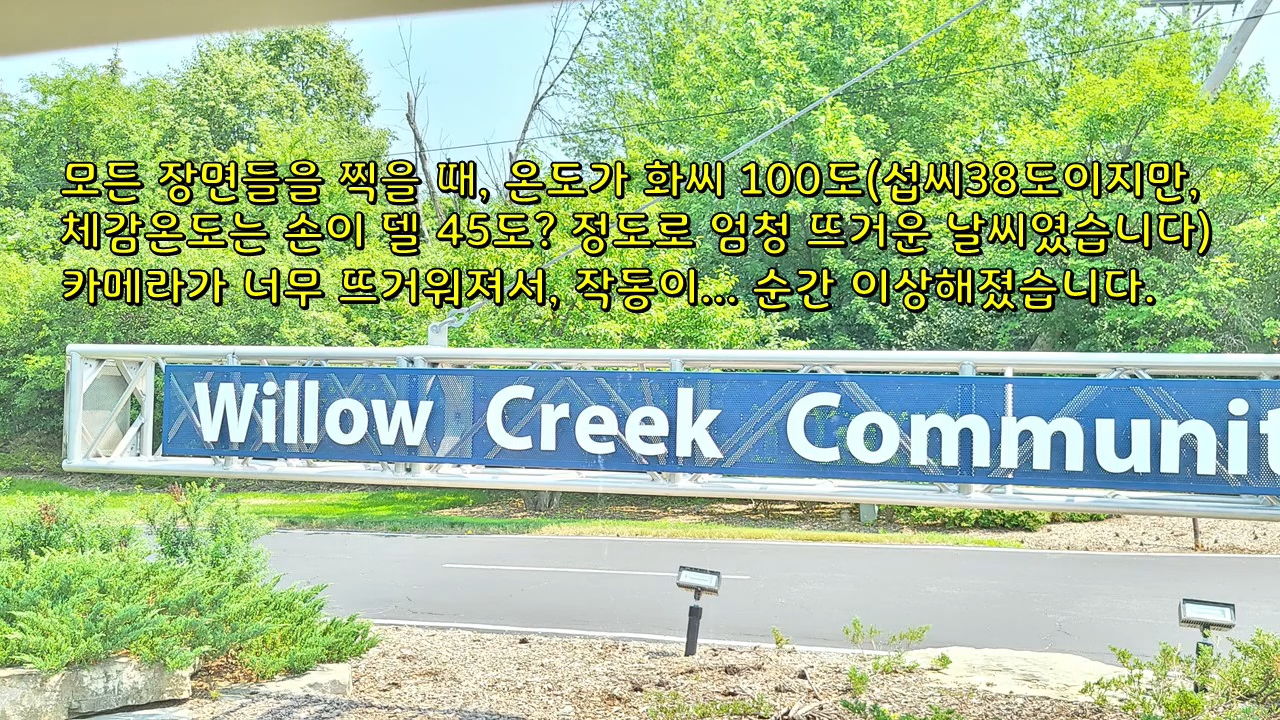 모든 장면들을 찍을 때, 온도가 화씨 100도(섭씨38도이지만,
체감온도는 손이 델 45도? 정도로 엄청 뜨거운 날씨였습니다)
카메라가 너무 뜨거워져서, 작동이... 순간 이상해졌습니다.
Willow Creek Communit